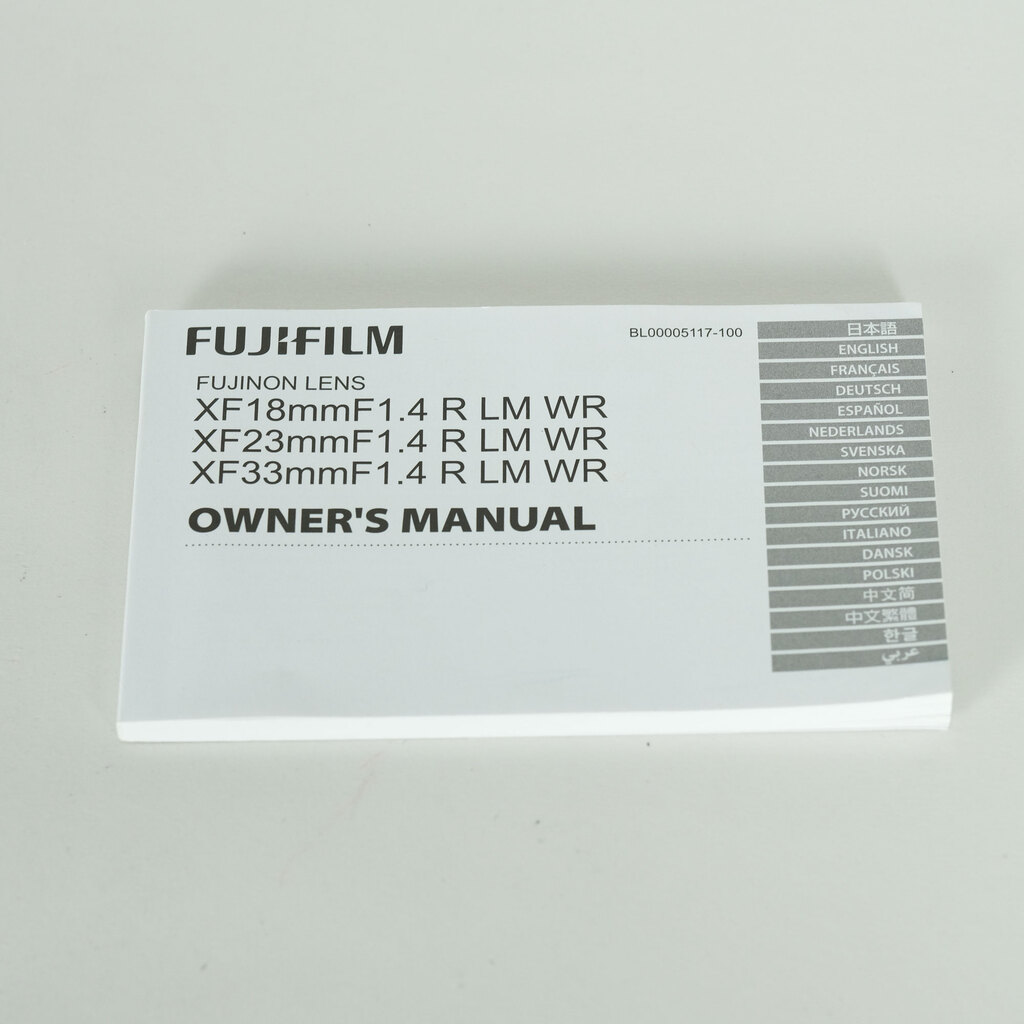 FUJIFILM
BL00005117-100
FUJINON LENS
XF18mmF1.4 R LM WR
XF23mmF1.4 R LM WR
XF33mmF1.4 R LM WR
OWNER'S MANUAL
日本語
ENGLISH
FRANÇAIS
DEUTSCH
ESPAÑOL
NEDERLANDS
SVENSKA
NORSK
SUOMI
РУССКИЙ
ITALIANO
DANSK
POLSKI
中文简
中文繁體
한글
عربي